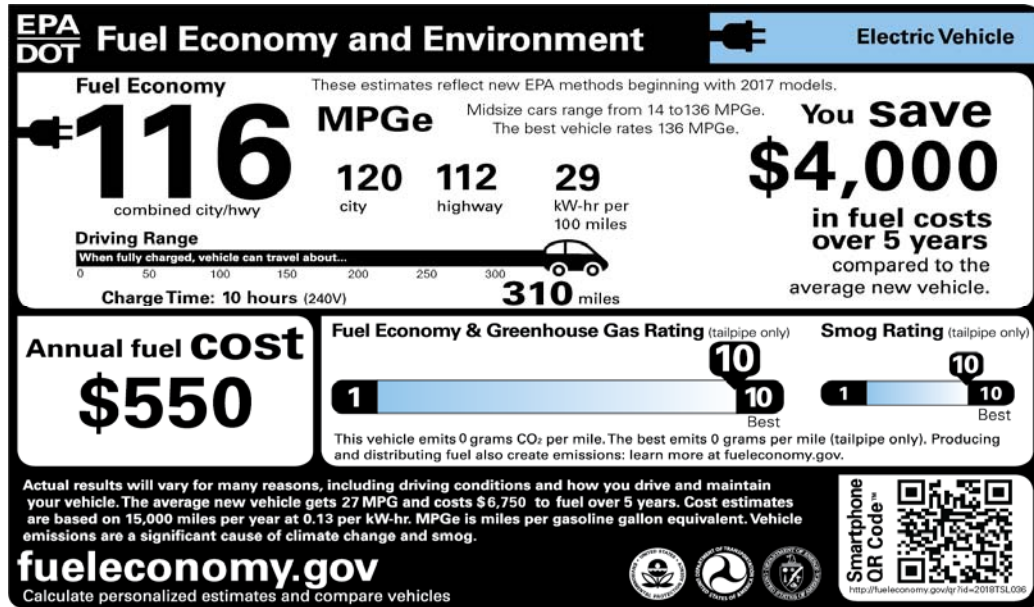 EPA
DOT
Fuel Economy and Environment
Electric Vehicle
Fuel Economy
These estimates reflect new EPA methods beginning with 2017 models.
116
MPGe
Midsize cars range from 14 to136 MPGe.
The best vehicle rates 136 MPGe.
combined city/hwy
120
city
112
highway
29
kW-hr per
100 miles
You save
$4,000
in fuel costs
over 5 years
compared to the
average new vehicle.
Driving Range
When fully charged, vehicle can travel about...
0 50 100 150 200 250 300
Charge Time: 10 hours (240V)
310 miles
Annual fuel cost
$550
Fuel Economy & Greenhouse Gas Rating (tailpipe only)
10
1
10
Best
Smog Rating (tailpipe only)
10
1
10
Best
This vehicle emits 0 grams CO₂ per mile. The best emits 0 grams per mile (tailpipe only). Producing
and distributing fuel also create emissions: learn more at fueleconomy.gov.
Actual results will vary for many reasons, including driving conditions and how you drive and maintain
your vehicle. The average new vehicle gets 27 MPG and costs $6,750 to fuel over 5 years. Cost estimates
are based on 15,000 miles per year at 0.13 per kW-hr. MPGe is miles per gasoline gallon equivalent. Vehicle
emissions are a significant cause of climate change and smog.
fueleconomy.gov
Calculate personalized estimates and compare vehicles
Smartphone
QR Code™
http://fueleconomy.gov/qr?id=2018TSL036